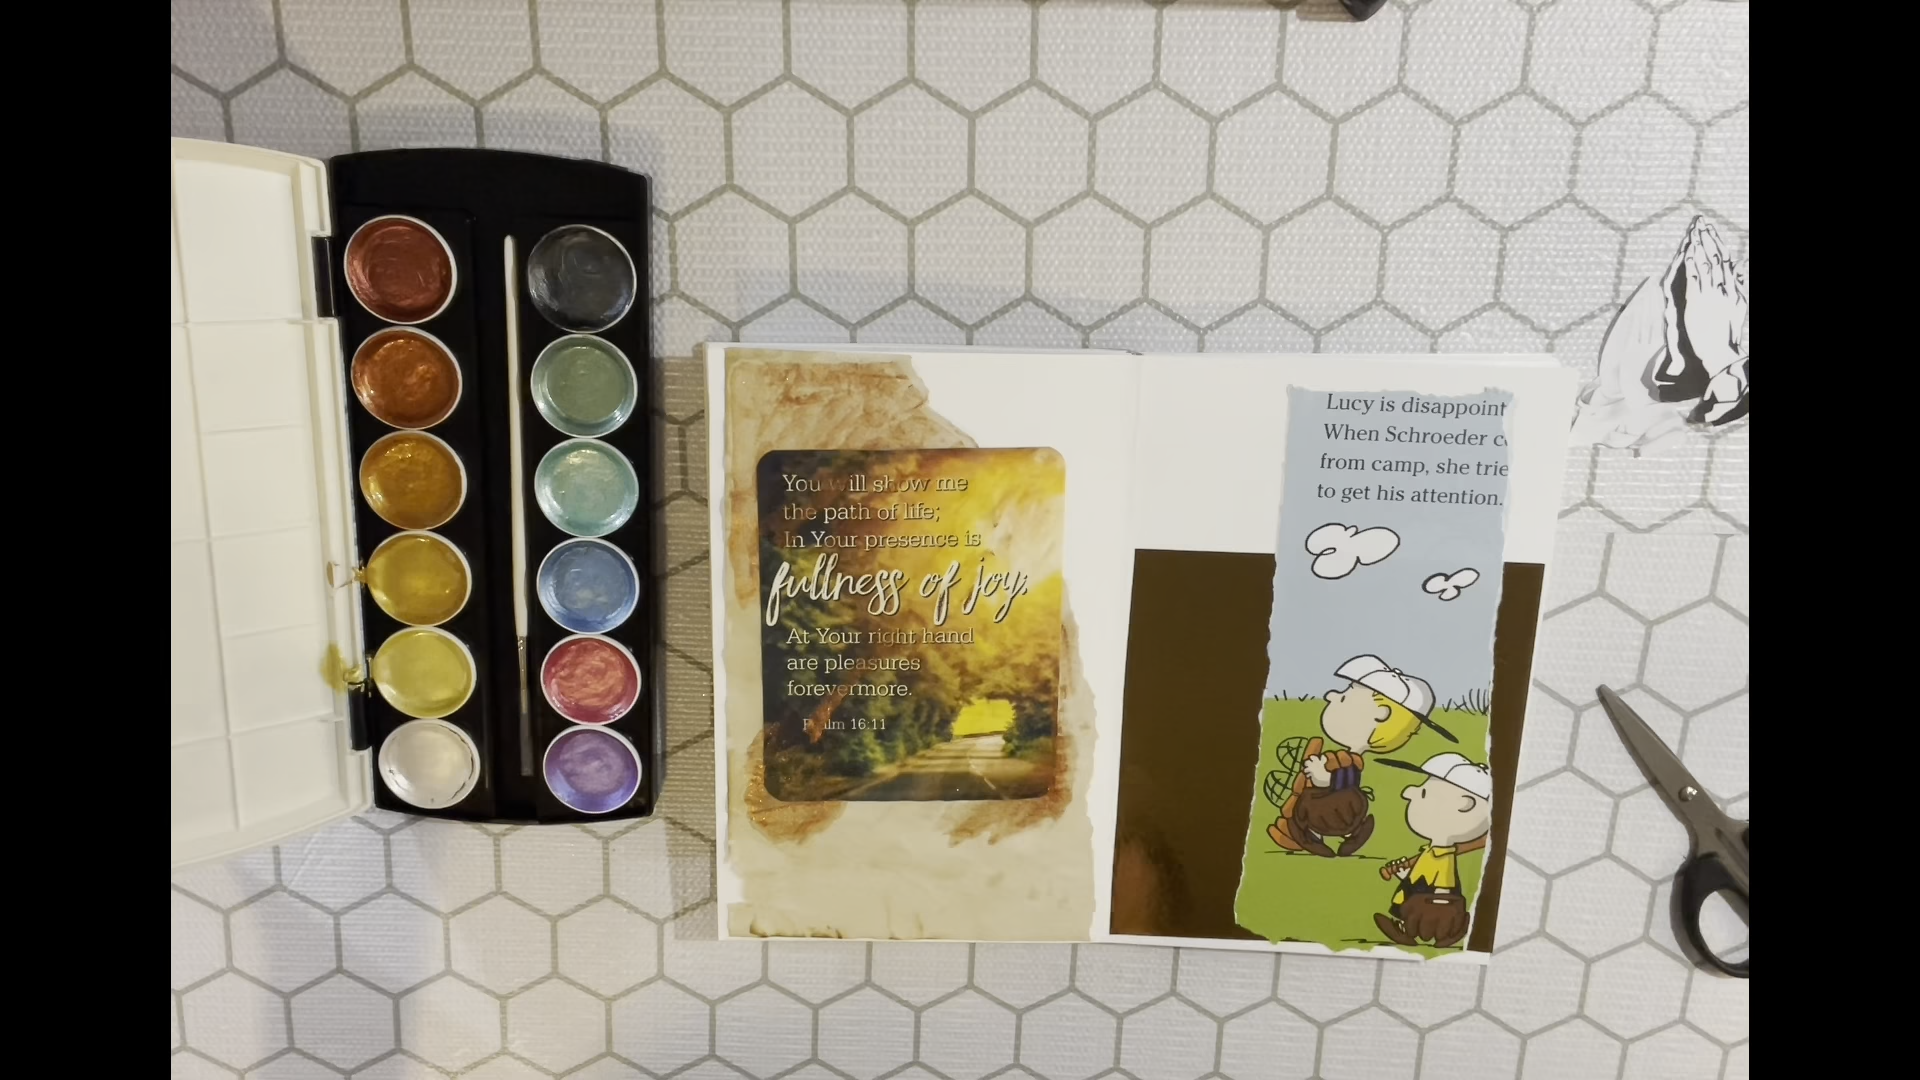 You will show me
the path of life;
In Your presence is
fullness of joy;
At Your right hand
are pleasures
forevermore.
Psalm 16:11
Lucy is disappoint
When Schroeder c
from camp, she trie
to get his attention.